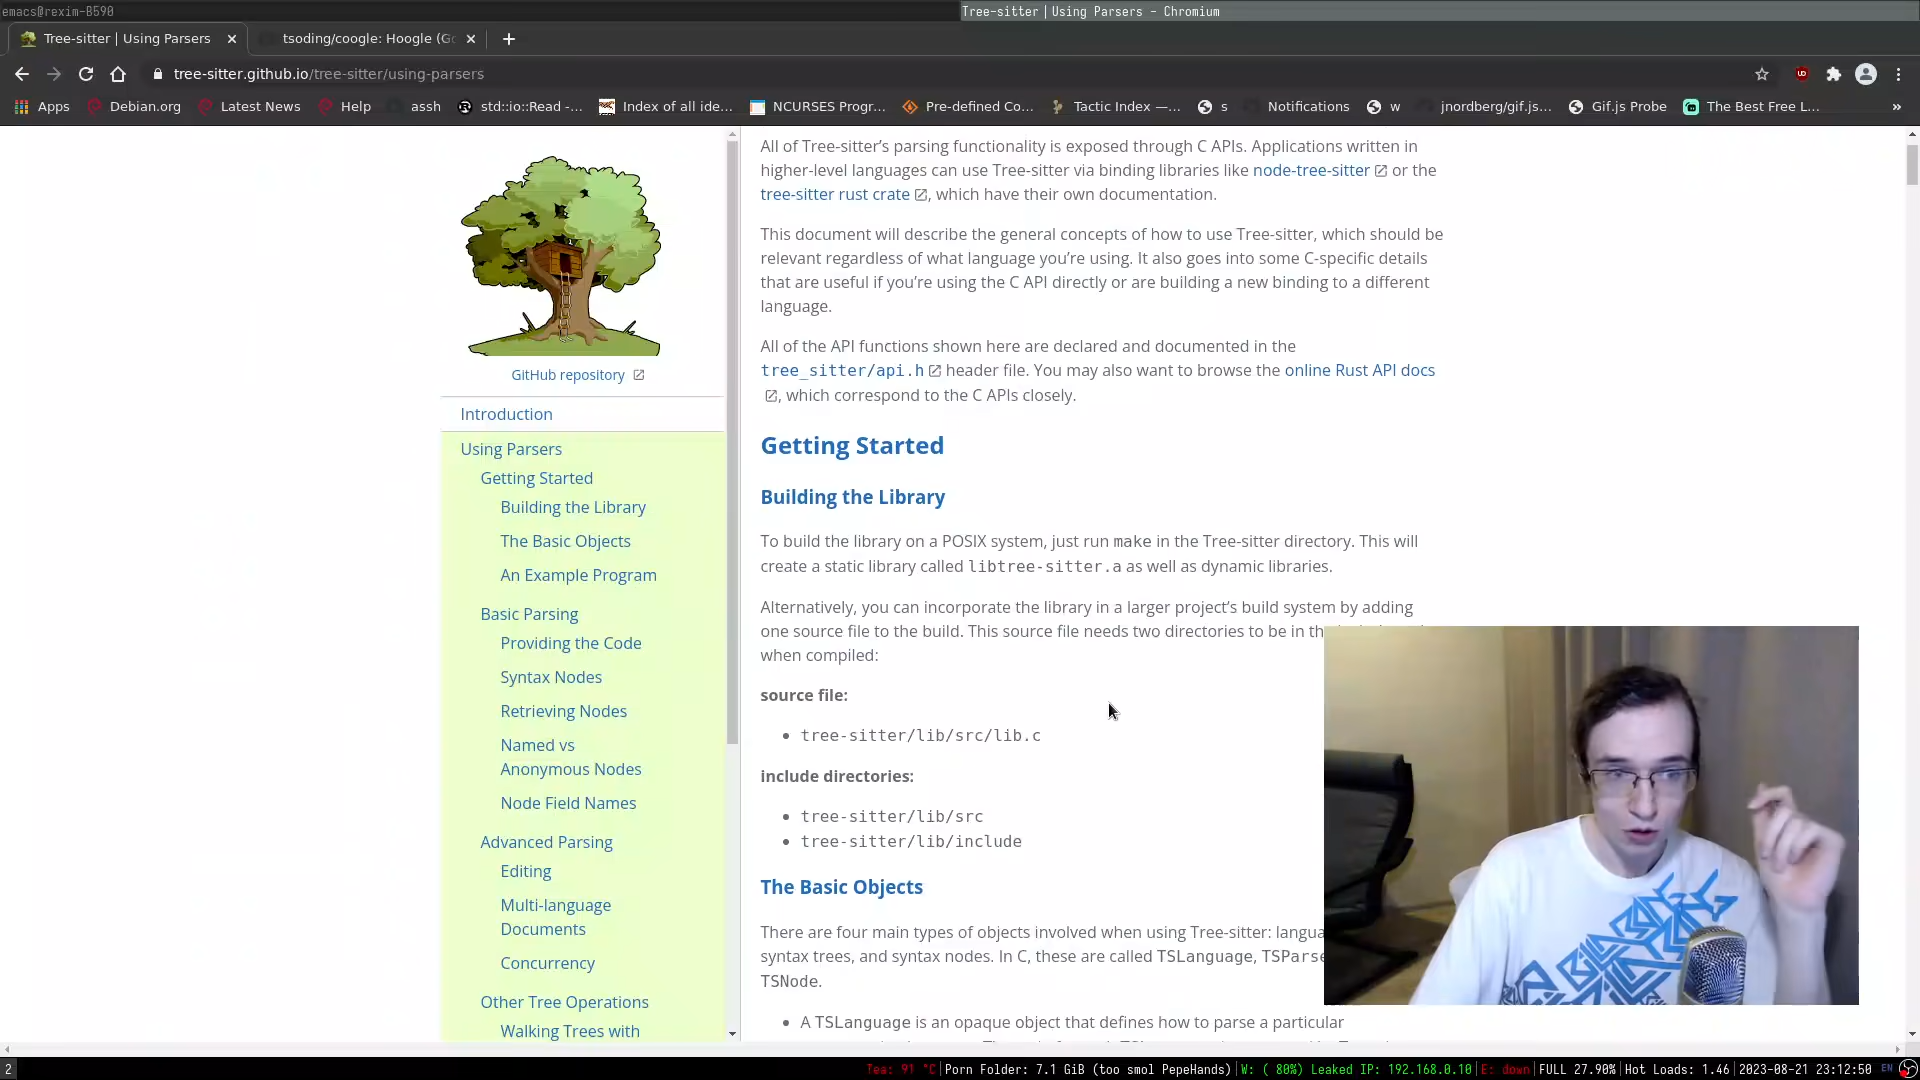 emacs@rexim-B590
Tree-sitter | Using Parsers - Chromium
Tree-sitter | Using Parsers
tsoding/coogle: Hoogle (Go
tree-sitter.github.io/tree-sitter/using-parsers
Apps
Debian.org
Latest News
Help
assh
std::io::Read -...
Index of all ide...
NCURSES Progr...
Pre-defined Co...
Tactic Index —...
s
Notifications
w
jnordberg/gif.js...
Gif.js Probe
The Best Free L...
»
GitHub repository
Introduction
Using Parsers
Getting Started
Building the Library
The Basic Objects
An Example Program
Basic Parsing
Providing the Code
Syntax Nodes
Retrieving Nodes
Named vs
Anonymous Nodes
Node Field Names
Advanced Parsing
Editing
Multi-language
Documents
Concurrency
Other Tree Operations
Walking Trees with
All of Tree-sitter’s parsing functionality is exposed through C APIs. Applications written in
higher-level languages can use Tree-sitter via binding libraries like node-tree-sitter or the
tree-sitter rust crate, which have their own documentation.
This document will describe the general concepts of how to use Tree-sitter, which should be
relevant regardless of what language you’re using. It also goes into some C-specific details
that are useful if you’re using the C API directly or are building a new binding to a different
language.
All of the API functions shown here are declared and documented in the
tree_sitter/api.h header file. You may also want to browse the online Rust API docs
, which correspond to the C APIs closely.
Getting Started
Building the Library
To build the library on a POSIX system, just run make in the Tree-sitter directory. This will
create a static library called libtree-sitter.a as well as dynamic libraries.
Alternatively, you can incorporate the library in a larger project’s build system by adding
one source file to the build. This source file needs two directories to be in the
when compiled:
source file:
• tree-sitter/lib/src/lib.c
include directories:
• tree-sitter/lib/src
• tree-sitter/lib/include
The Basic Objects
There are four main types of objects involved when using Tree-sitter: langua
syntax trees, and syntax nodes. In C, these are called TSLanguage, TSParse
TSNode.
• A TSLanguage is an opaque object that defines how to parse a particular
2
Tea: 91 °C|Porn Folder: 7.1 GiB (too smol PepeHands)|W: ( 80%) Leaked IP: 192.168.0.10|E: down|FULL 27.90%|Hot Loads: 1.46|2023-08-21 23:12:50 EN